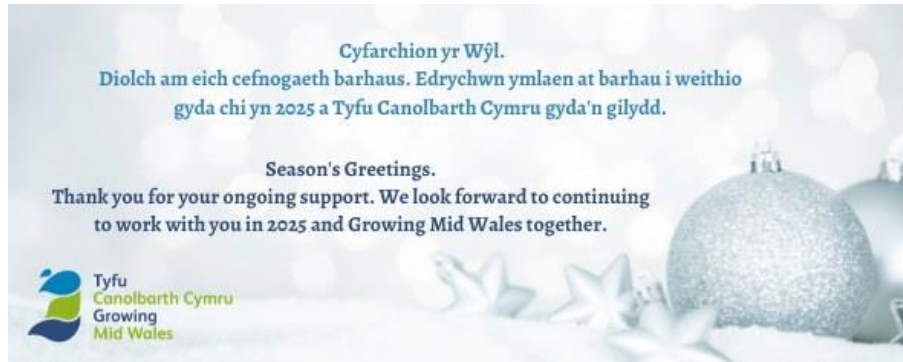 Cyfarchion yr Wŷl.
Diolch am eich cefnogaeth barhaus. Edrychwn ymlaen at barhau i weithio
gyda chi yn 2025 a Tyfu Canolbarth Cymru gyda'n gilydd.
Season's Greetings.
Thank you for your ongoing support. We look forward to continuing
to work with you in 2025 and Growing Mid Wales together.
Tyfu
Canolbarth Cymru
Growing
Mid Wales